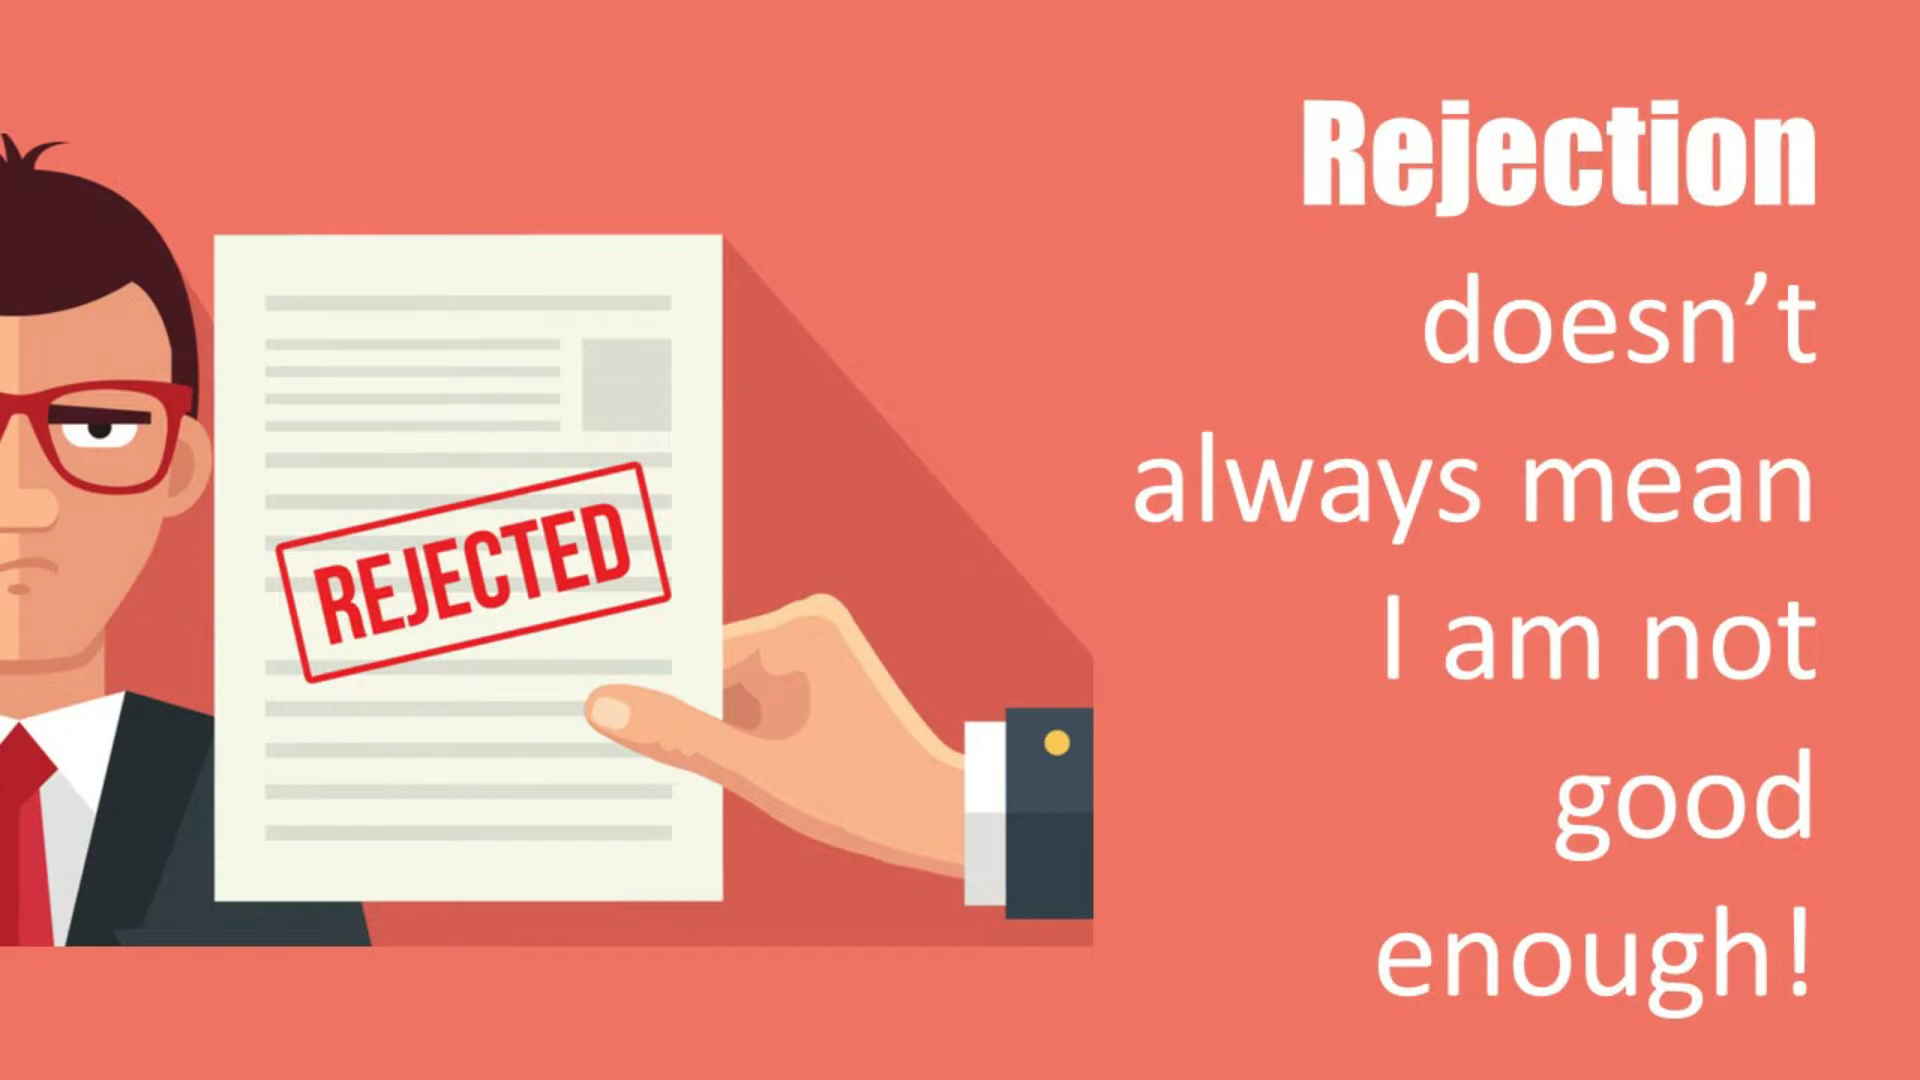 REJECTED
Rejection
doesn’t
always mean
I am not
good
enough!